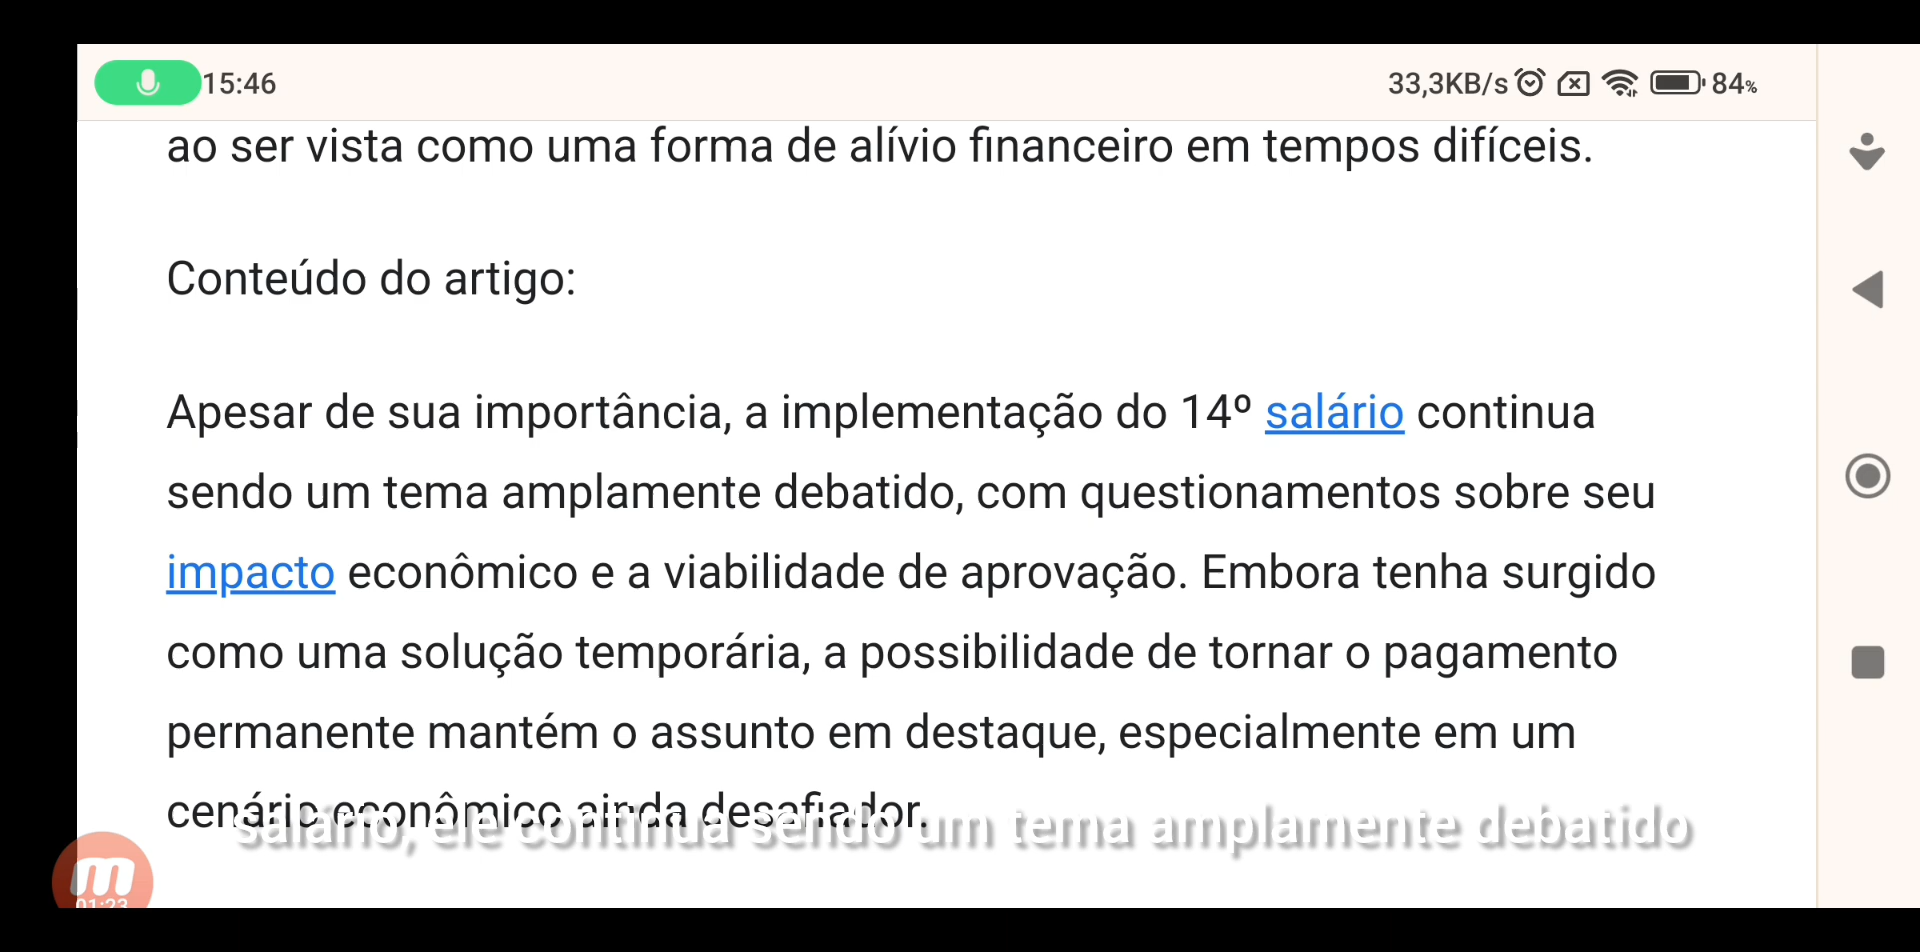 15:46
33,3KB/s
84%
ao ser vista como uma forma de alívio financeiro em tempos difíceis.
Conteúdo do artigo:
Apesar de sua importância, a implementação do 14º salário continua
sendo um tema amplamente debatido, com questionamentos sobre seu
impacto econômico e a viabilidade de aprovação. Embora tenha surgido
como uma solução temporária, a possibilidade de tornar o pagamento
permanente mantém o assunto em destaque, especialmente em um
cenário econômico ainda desafiador.
salário, ele continua sendo um tema amplamente debatido
m
01:23